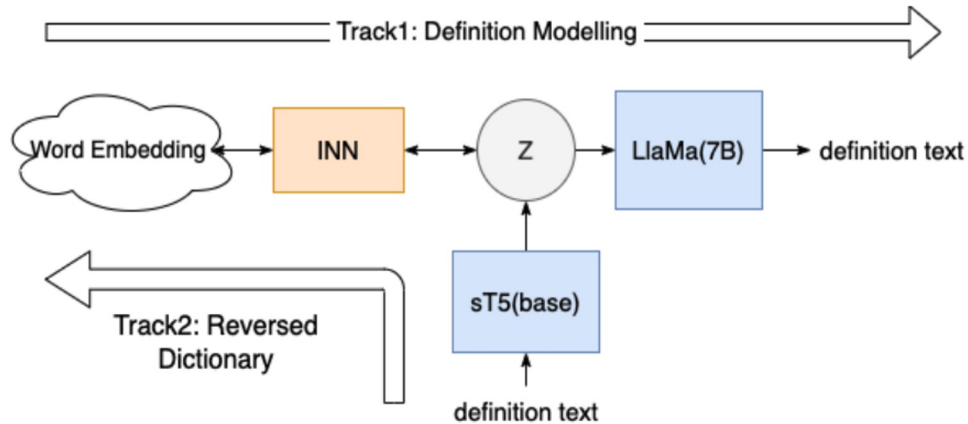 Track1: Definition Modelling
Word Embedding
INN
Z
LlaMa(7B)
definition text
sT5(base)
Track2: Reversed
Dictionary
definition text